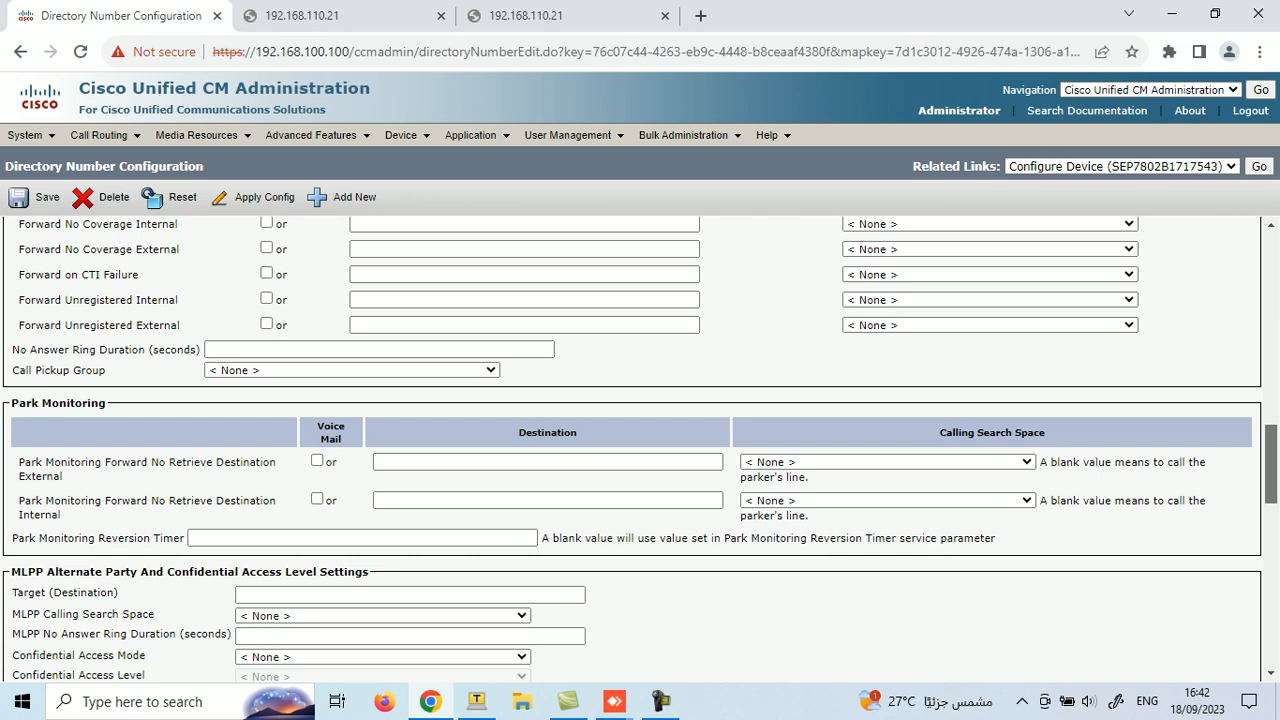 Directory Number Configuration
192.168.110.21
192.168.110.21
Not secure
https://192.168.100.100/ccmadmin/directoryNumberEdit.do?key=76c07c44-4263-eb9c-4448-b8ceaaf438bf&mapkey=7d1c3012-4926-474a-1306-a1...
CISCO
Cisco Unified CM Administration
For Cisco Unified Communications Solutions
Navigation Cisco Unified CM Administration Go
Administrator | Search Documentation | About | Logout
System Call Routing Media Resources Advanced Features Device Application User Management Bulk Administration Help
Directory Number Configuration
Related Links: Configure Device (SEP7802B1717543) Go
Save Delete Reset Apply Config Add New
Forward No Coverage Internal or < None >
Forward No Coverage External or < None >
Forward on CTI Failure or < None >
Forward Unregistered Internal or < None >
Forward Unregistered External or < None >
No Answer Ring Duration (seconds)
Call Pickup Group < None >
Park Monitoring
Voice Mail
Destination
Calling Search Space
Park Monitoring Forward No Retrieve Destination External or < None > A blank value means to call the parker's line.
Park Monitoring Forward No Retrieve Destination Internal or < None > A blank value means to call the parker's line.
Park Monitoring Reversion Timer A blank value will use value set in Park Monitoring Reversion Timer service parameter
MLPP Alternate Party And Confidential Access Level Settings
Target (Destination)
MLPP Calling Search Space < None >
MLPP No Answer Ring Duration (seconds)
Confidential Access Mode < None >
Confidential Access Level < None >
Type here to search
1
27°C مشمس جزئيًا
ENG
16:42
18/09/2023